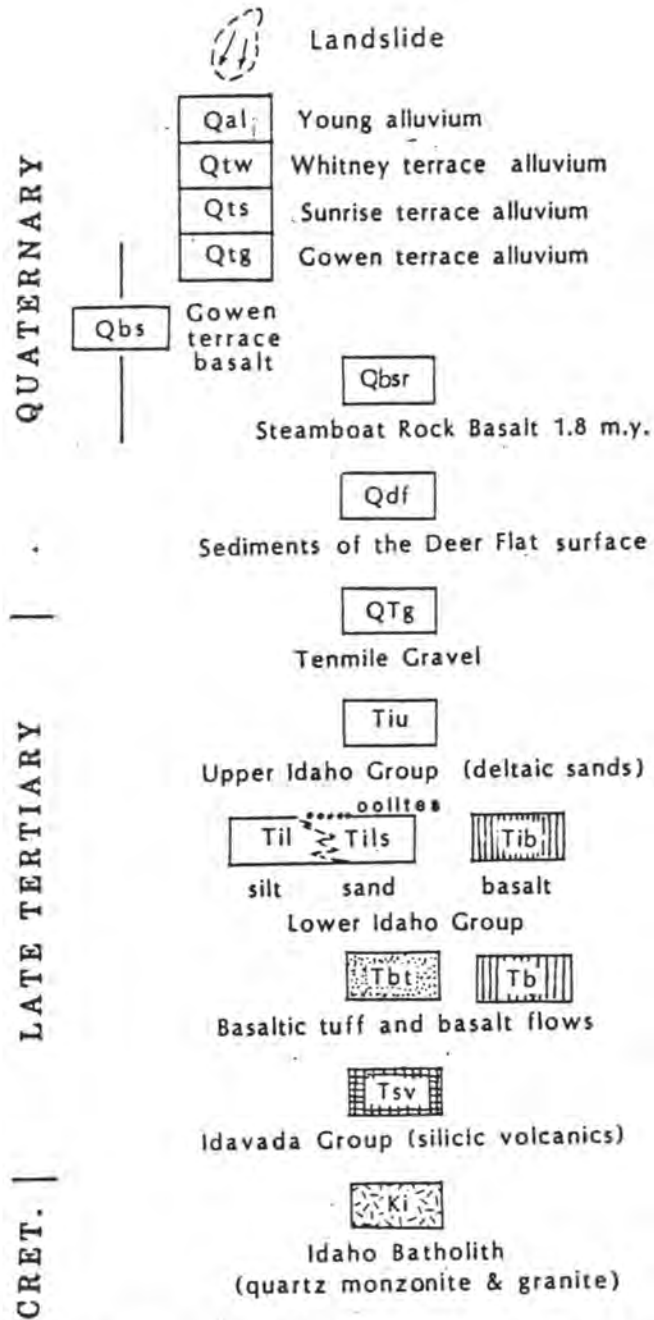 Landslide
Qal Young alluvium
Qtw Whitney terrace alluvium
Qts Sunrise terrace alluvium
Qtg Gowen terrace alluvium
QUATERNARY
Qbs Gowen
terrace
basalt
Qbsr
Steamboat Rock Basalt 1.8 m.y.
Qdf
Sediments of the Deer Flat surface
QTg
Tenmile Gravel
LATE TERTIARY
Tiu
Upper Idaho Group (deltaic sands)
oolites
Til Tils Tib
silt sand basalt
Lower Idaho Group
Tbt Tb
Basaltic tuff and basalt flows
Tsv
Idavada Group (silicic volcanics)
CRET.
Ki
Idaho Batholith
(quartz monzonite & granite)